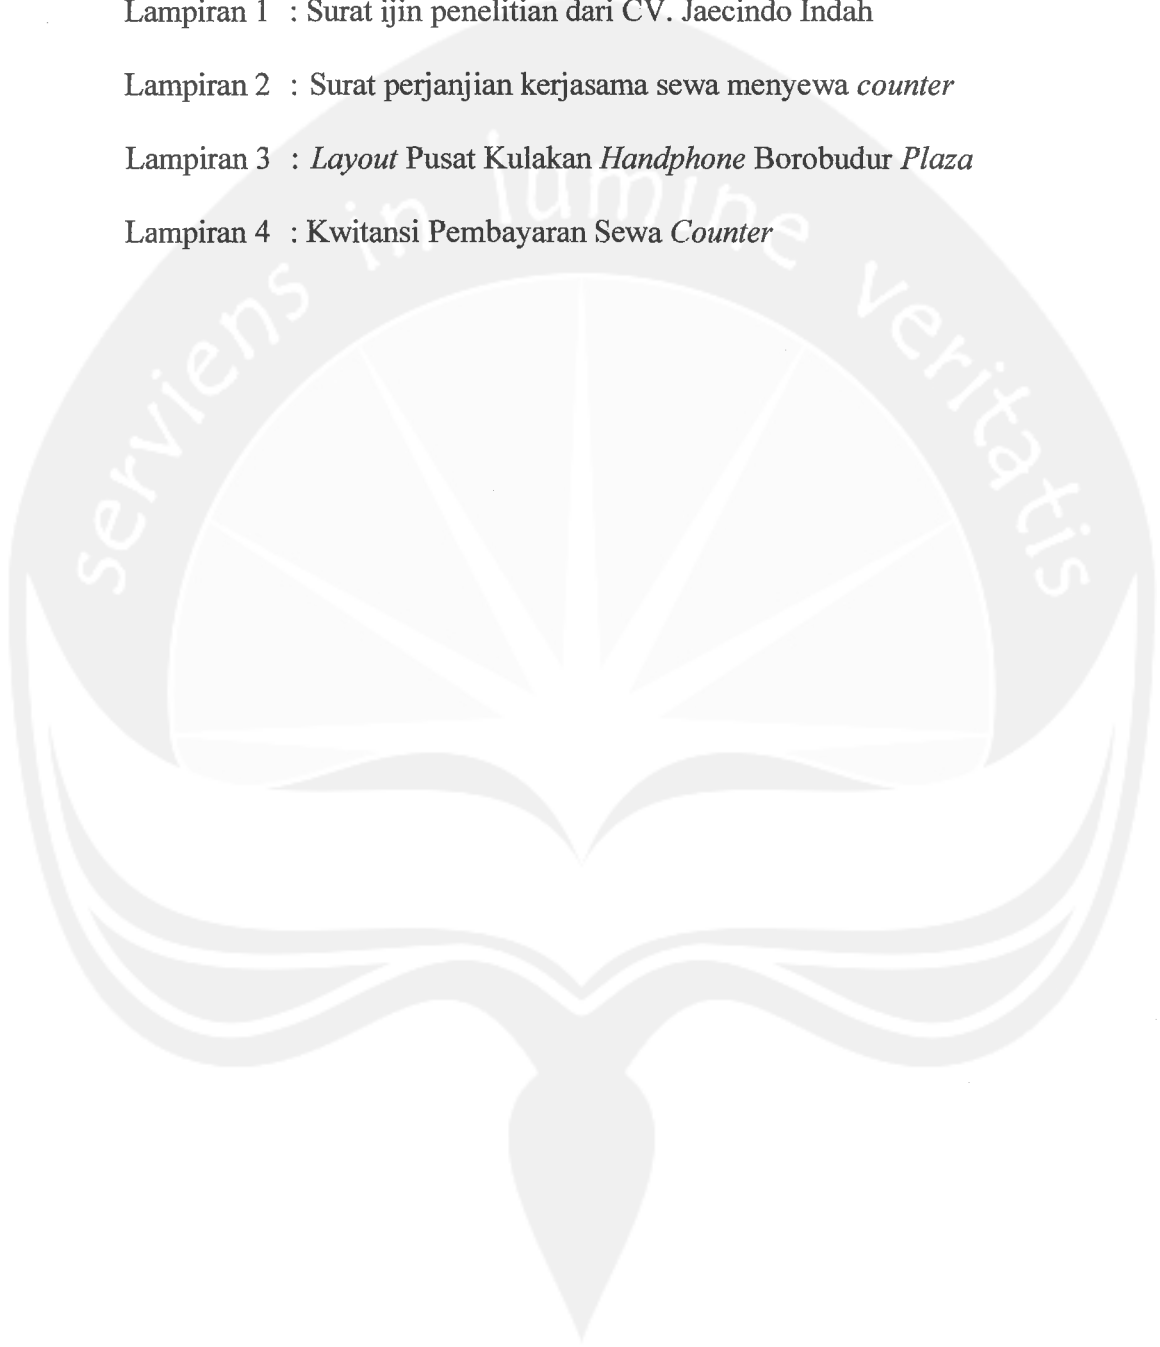 Lampiran 1 : Surat ijin penelitian dari CV. Jaecindo Indah
Lampiran 2 : Surat perjanjian kerjasama sewa menyewa counter
Lampiran 3 : Layout Pusat Kulakan Handphone Borobudur Plaza
Lampiran 4 : Kwitansi Pembayaran Sewa Counter
serviens in lumine veritatis